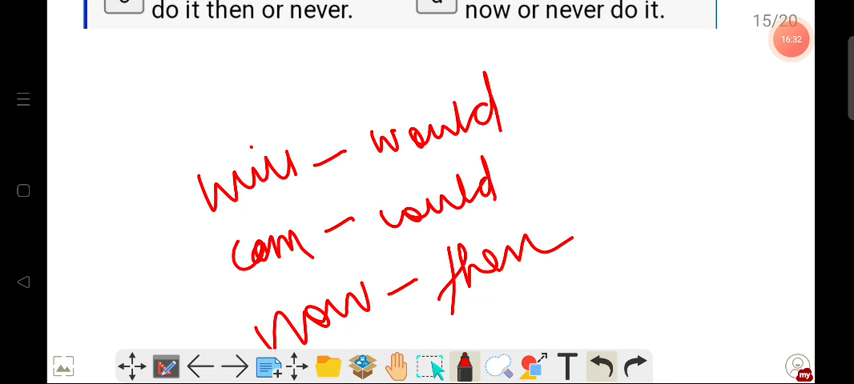 do it then or never.
now or never do it.
15/20
16:32
will - would
can - could
now - then
T
my